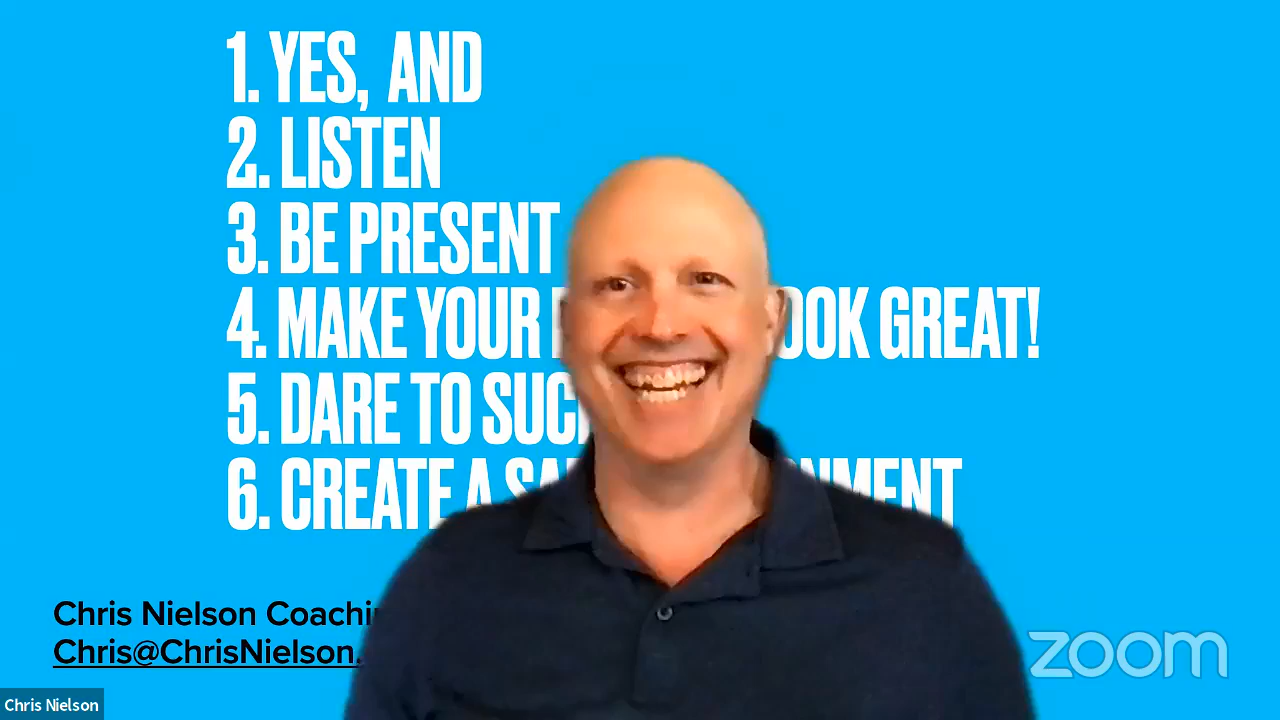 1. YES, AND
2. LISTEN
3. BE PRESENT
4. MAKE YOUR OOK GREAT!
5. DARE TO SUC
6. CREATE A SA NMENT
Chris Nielson Coachi
Chris@ChrisNielson.
zoom
Chris Nielson